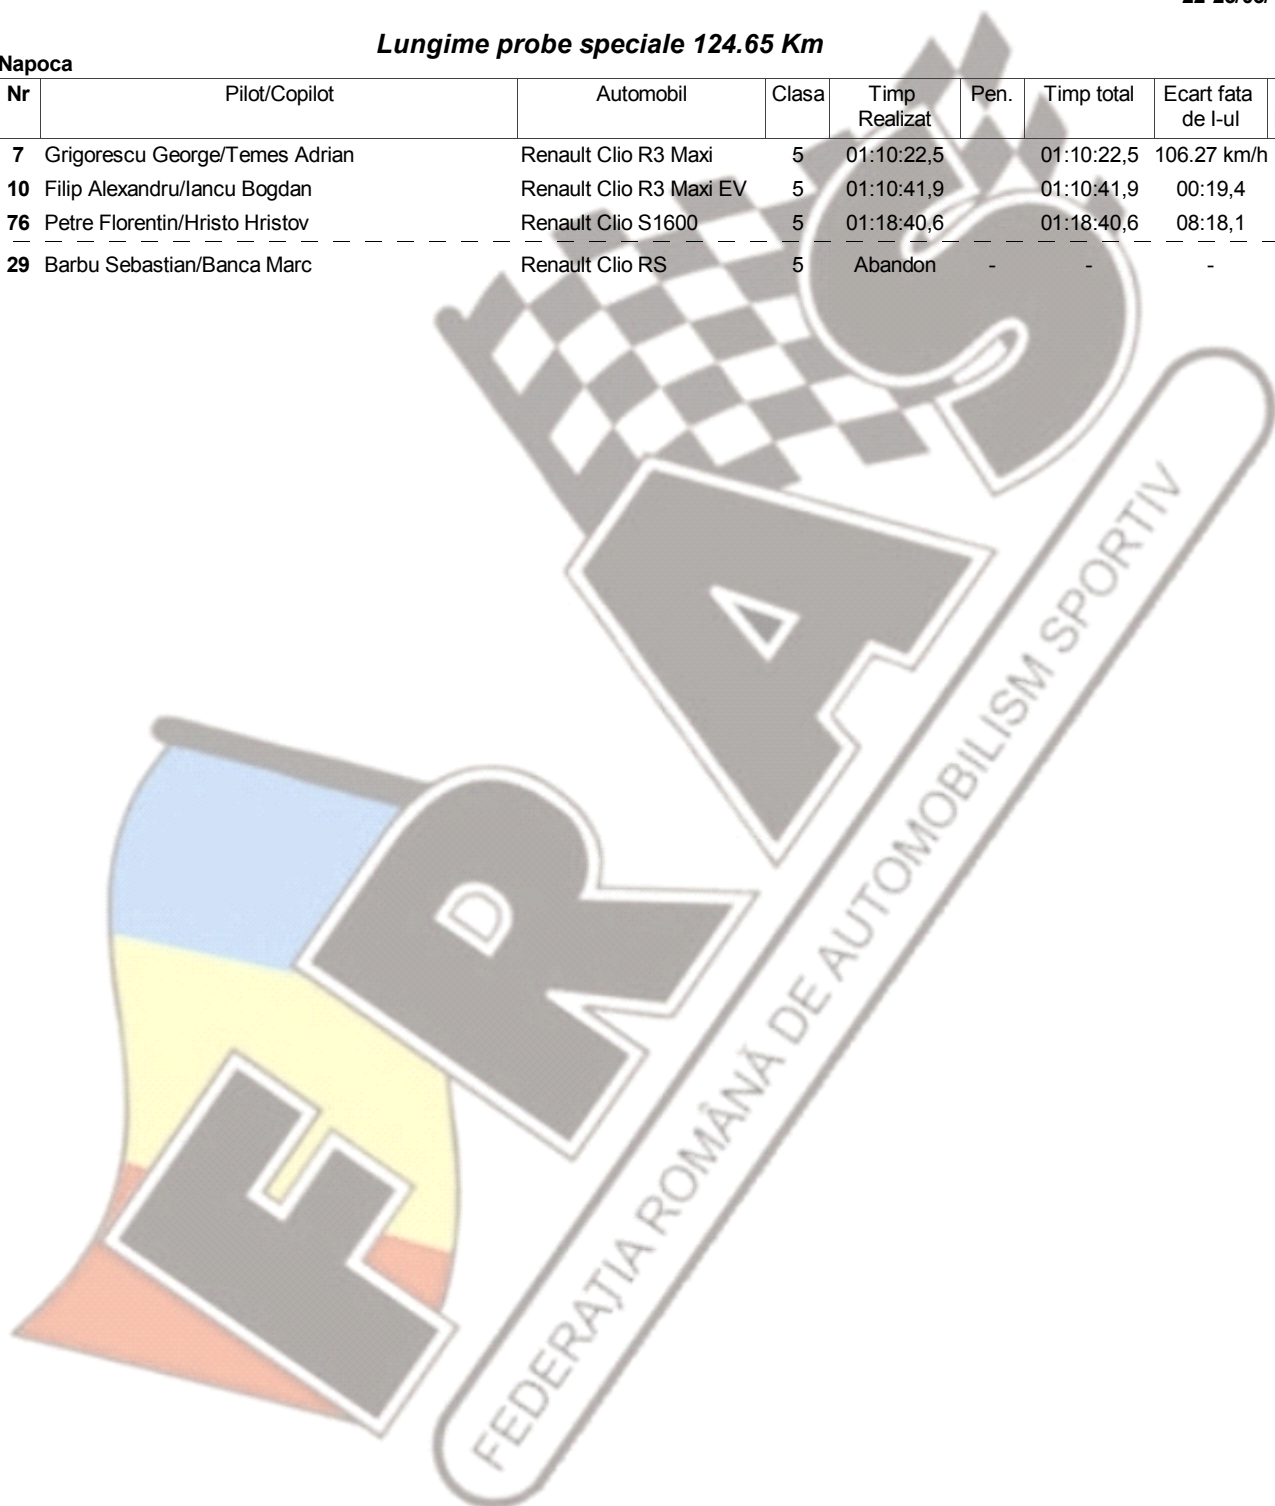 Lungime probe speciale 124.65 Km
Napoca
Nr Pilot/Copilot Automobil Clasa Timp Realizat Pen. Timp total Ecart fata de I-ul
7 Grigorescu George/Temes Adrian Renault Clio R3 Maxi 5 01:10:22,5 01:10:22,5 106.27 km/h
10 Filip Alexandru/Iancu Bogdan Renault Clio R3 Maxi EV 5 01:10:41,9 01:10:41,9 00:19,4
76 Petre Florentin/Hristo Hristov Renault Clio S1600 5 01:18:40,6 01:18:40,6 08:18,1
29 Barbu Sebastian/Banca Marc Renault Clio RS 5 Abandon - - -
FRAS
FEDERAŢIA ROMÂNĂ DE AUTOMOBILISM SPORTIV